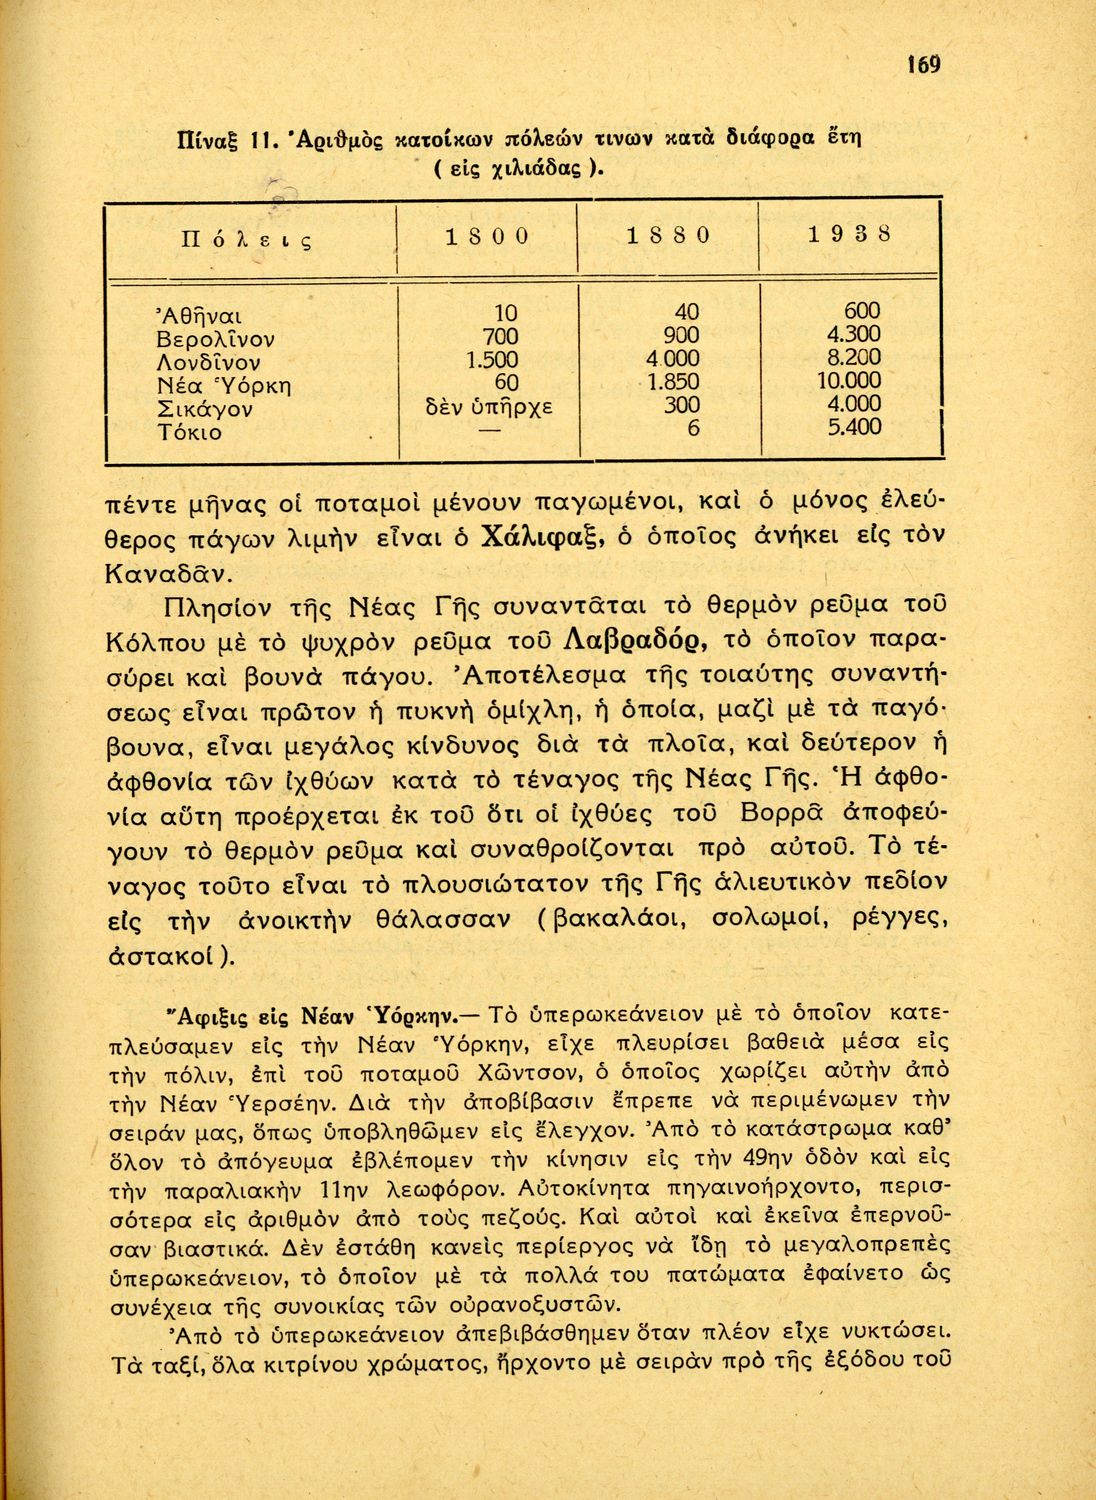 169
Πίναξ 11. Ἀριθμὸς κατοίκων πόλεών τινων κατὰ διάφορα ἔτη
( εἰς χιλιάδας ).
Πόλεις 1800 1880 1938
Ἀθῆναι 10 40 600
Βερολῖνον 700 900 4.300
Λονδῖνον 1.500 4.000 8.200
Νέα Ὑόρκη 60 1.850 10.000
Σικάγον δὲν ὑπῆρχε 300 4.000
Τόκιο — 6 5.400
πέντε μῆνας οἱ ποταμοὶ μένουν παγωμένοι, καὶ ὁ μόνος ἐλεύ-
θερος πάγων λιμὴν εἶναι ὁ Χάλιφαξ, ὁ ὁποῖος ἀνήκει εἰς τὸν
Καναδᾶν.
Πλησίον τῆς Νέας Γῆς συναντᾶται τὸ θερμὸν ρεῦμα τοῦ
Κόλπου μὲ τὸ ψυχρὸν ρεῦμα τοῦ Λαβραδόρ, τὸ ὁποῖον παρα-
σύρει καὶ βουνὰ πάγου. Ἀποτέλεσμα τῆς τοιαύτης συναντή-
σεως εἶναι πρῶτον ἡ πυκνὴ ὁμίχλη, ἡ ὁποία, μαζὶ μὲ τὰ παγό-
βουνα, εἶναι μεγάλος κίνδυνος διὰ τὰ πλοῖα, καὶ δεύτερον ἡ
ἀφθονία τῶν ἰχθύων κατὰ τὸ τέναγος τῆς Νέας Γῆς. Ἡ ἀφθο-
νία αὕτη προέρχεται ἐκ τοῦ ὅτι οἱ ἰχθύες τοῦ Βορρᾶ ἀποφεύ-
γουν τὸ θερμὸν ρεῦμα καὶ συναθροίζονται πρὸ αὐτοῦ. Τὸ τέ-
ναγος τοῦτο εἶναι τὸ πλουσιώτατον τῆς Γῆς ἁλιευτικὸν πεδίον
εἰς τὴν ἀνοικτὴν θάλασσαν ( βακαλάοι, σολωμοί, ρέγγες,
ἀστακοί ).
Ἄφιξις εἰς Νέαν Ὑόρκην.— Τὸ ὑπερωκεάνειον μὲ τὸ ὁποῖον κατε-
πλεύσαμεν εἰς τὴν Νέαν Ὑόρκην, εἶχε πλευρίσει βαθειὰ μέσα εἰς
τὴν πόλιν, ἐπὶ τοῦ ποταμοῦ Χῶντσον, ὁ ὁποῖος χωρίζει αὐτὴν ἀπὸ
τὴν Νέαν Ὑερσέην. Διὰ τὴν ἀποβίβασιν ἔπρεπε νὰ περιμένωμεν τὴν
σειράν μας, ὅπως ὑποβληθῶμεν εἰς ἔλεγχον. Ἀπὸ τὸ κατάστρωμα καθ’
ὅλον τὸ ἀπόγευμα ἐβλέπομεν τὴν κίνησιν εἰς τὴν 49ην ὁδὸν καὶ εἰς
τὴν παραλιακὴν 11ην λεωφόρον. Αὐτοκίνητα πηγαινοήρχοντο, περισ-
σότερα εἰς ἀριθμὸν ἀπὸ τοὺς πεζούς. Καὶ αὐτοὶ καὶ ἐκεῖνα ἐπερνοῦ-
σαν βιαστικά. Δὲν ἐστάθη κανεὶς περίεργος νὰ ἴδῃ τὸ μεγαλοπρεπὲς
ὑπερωκεάνειον, τὸ ὁποῖον μὲ τὰ πολλά του πατώματα ἐφαίνετο ὡς
συνέχεια τῆς συνοικίας τῶν οὐρανοξυστῶν.
Ἀπὸ τὸ ὑπερωκεάνειον ἀπεβιβάσθημεν ὅταν πλέον εἶχε νυκτώσει.
Τὰ ταξί, ὅλα κιτρίνου χρώματος, ἤρχοντο μὲ σειρὰν πρὸ τῆς ἐξόδου τοῦ